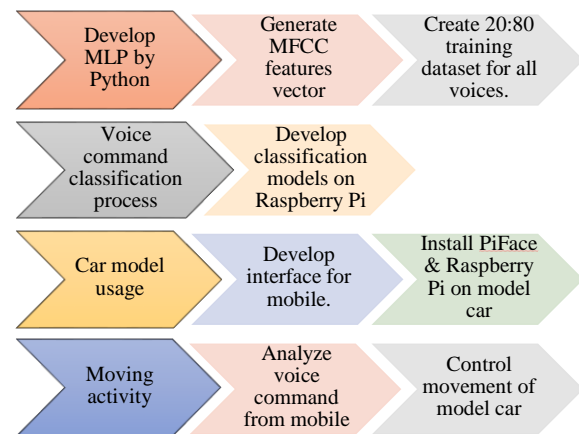 Develop
MLP by
Python
Generate
MFCC
features
vector
Create 20:80
training
dataset for all
voices.
Voice
command
classification
process
Develop
classification
models on
Raspberry Pi
Car model
usage
Develop
interface for
mobile.
Install PiFace
& Raspberry
Pi on model
car
Moving
activity
Analyze
voice
command
from mobile
Control
movement of
model car